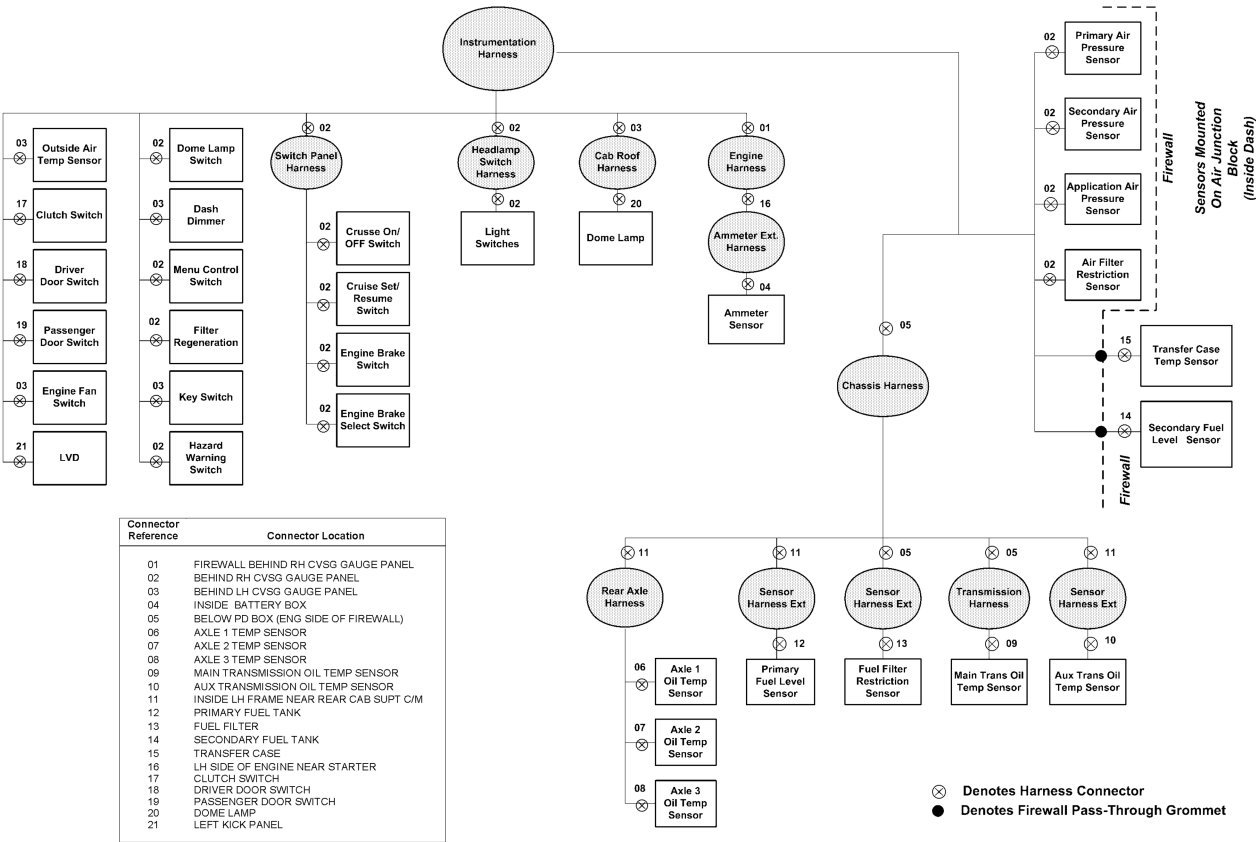 Instrumentation
Harness
02
Primary Air
Pressure
Sensor
02
Secondary Air
Pressure
Sensor
02
Application Air
Pressure
Sensor
02
Air Filter
Restriction
Sensor
Firewall
Sensors Mounted
On Air Junction
Block
(Inside Dash)
15
Transfer Case
Temp Sensor
14
Secondary Fuel
Level Sensor
Firewall
03
Outside Air
Temp Sensor
17
Clutch Switch
18
Driver
Door Switch
19
Passenger
Door Switch
03
Engine Fan
Switch
21
LVD
02
Dome Lamp
Switch
03
Dash
Dimmer
02
Menu Control
Switch
02
Filter
Regeneration
03
Key Switch
02
Hazard
Warning
Switch
02
Switch Panel
Harness
02
Crusse On/
OFF Switch
02
Cruise Set/
Resume
Switch
02
Engine Brake
Switch
02
Engine Brake
Select Switch
02
Headlamp
Switch
Harness
02
Light
Switches
03
Cab Roof
Harness
20
Dome Lamp
01
Engine
Harness
16
Ammeter Ext.
Harness
04
Ammeter
Sensor
05
Chassis Harness
11
Rear Axle
Harness
06
Axle 1
Oil Temp
Sensor
07
Axle 2
Oil Temp
Sensor
08
Axle 3
Oil Temp
Sensor
11
Sensor
Harness Ext
12
Primary
Fuel Level
Sensor
05
Sensor
Harness Ext
13
Fuel Filter
Restriction
Sensor
05
Transmission
Harness
09
Main Trans Oil
Temp Sensor
11
Sensor
Harness Ext
10
Aux Trans Oil
Temp Sensor
Connector
Reference Connector Location
01 FIREWALL BEHIND RH CVSG GAUGE PANEL
02 BEHIND RH CVSG GAUGE PANEL
03 BEHIND LH CVSG GAUGE PANEL
04 INSIDE BATTERY BOX
05 BELOW PD BOX (ENG SIDE OF FIREWALL)
06 AXLE 1 TEMP SENSOR
07 AXLE 2 TEMP SENSOR
08 AXLE 3 TEMP SENSOR
09 MAIN TRANSMISSION OIL TEMP SENSOR
10 AUX TRANSMISSION OIL TEMP SENSOR
11 INSIDE LH FRAME NEAR REAR CAB SUPT C/M
12 PRIMARY FUEL TANK
13 FUEL FILTER
14 SECONDARY FUEL TANK
15 TRANSFER CASE
16 LH SIDE OF ENGINE NEAR STARTER
17 CLUTCH SWITCH
18 DRIVER DOOR SWITCH
19 PASSENGER DOOR SWITCH
20 DOME LAMP
21 LEFT KICK PANEL
Denotes Harness Connector
Denotes Firewall Pass-Through Grommet